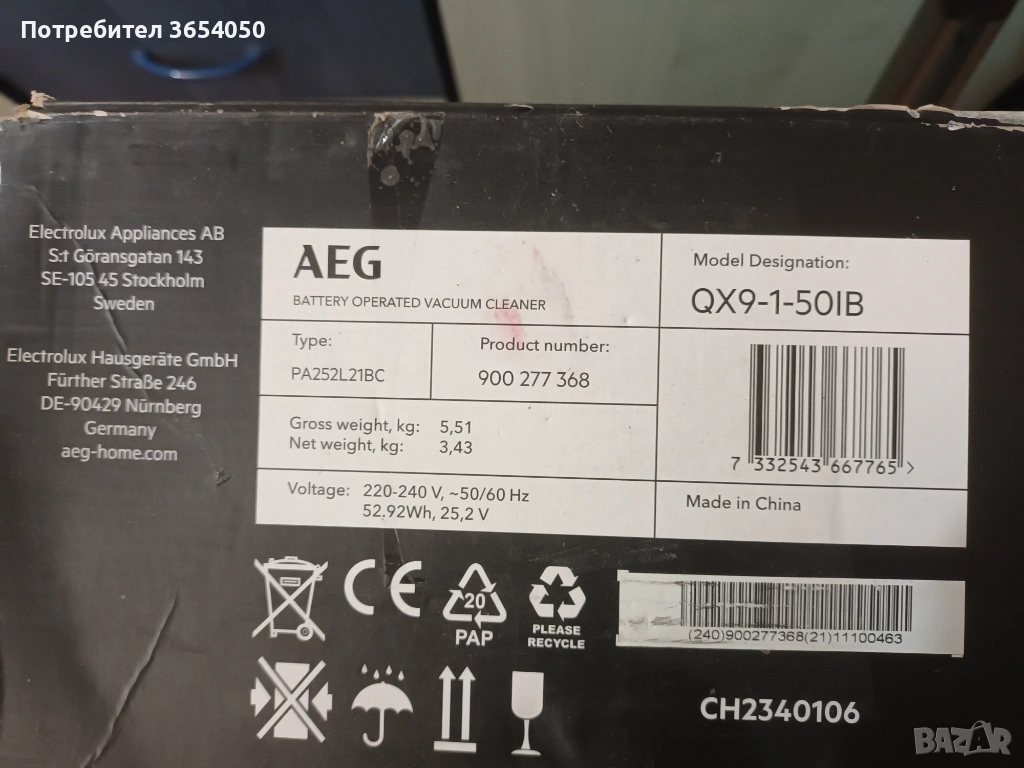 Потребител 3654050
Electrolux Appliances AB
S:t Göransgatan 143
SE-105 45 Stockholm
Sweden
Electrolux Hausgeräte GmbH
Fürther Straße 246
DE-90429 Nürnberg
Germany
aeg-home.com
AEG
BATTERY OPERATED VACUUM CLEANER
Model Designation:
QX9-1-50IB
Type:
PA252L21BC
Product number:
900 277 368
Gross weight, kg: 5,51
Net weight, kg: 3,43
7 332543 667765 >
Voltage: 220-240 V, ~50/60 Hz
52.92Wh, 25,2 V
Made in China
CE
20
PAP
PLEASE
RECYCLE
(240)900277368(21)11100463
CH2340106
BAZAR